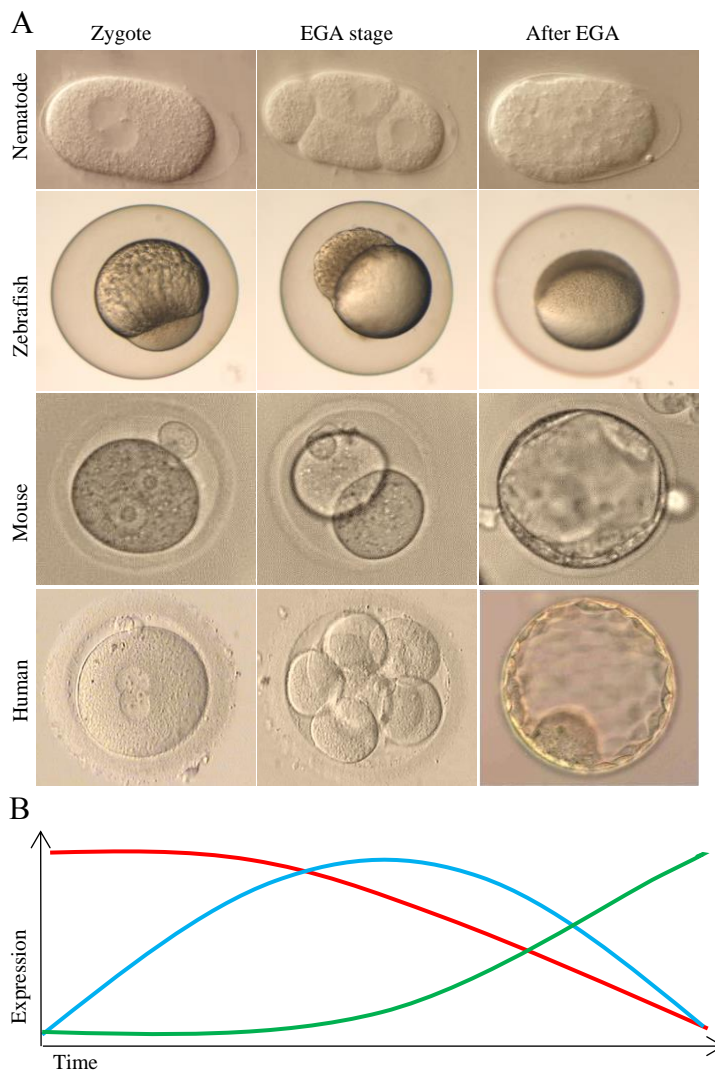 A
Zygote
EGA stage
After EGA
Nematode
Zebrafish
Mouse
Human
B
Expression
Time